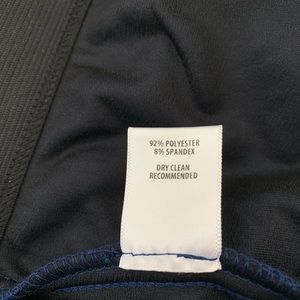 92% POLYESTER
8% SPANDEX
DRY CLEAN
RECOMMENDED